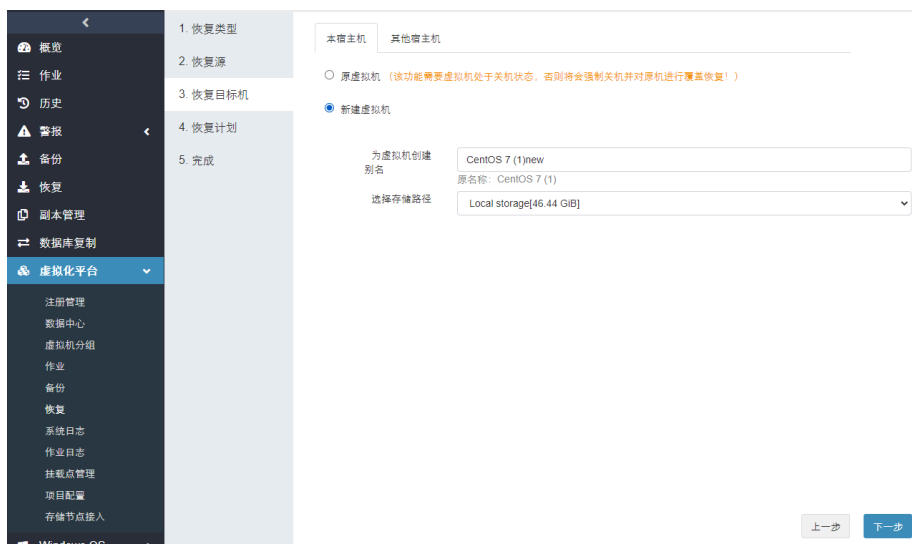 概览
作业
历史
警报
备份
恢复
副本管理
数据库复制
虚拟化平台
注册管理
数据中心
虚拟机分组
作业
备份
恢复
系统日志
作业日志
挂载点管理
项目配置
存储节点接入
Windows OS
1. 恢复类型
2. 恢复源
3. 恢复目标机
4. 恢复计划
5. 完成
本宿主机 其他宿主机
原虚拟机 (该功能需要虚拟机处于关机状态,否则将会强制关机并对原机进行覆盖恢复!)
新建虚拟机
为虚拟机创建
别名
CentOS 7 (1)new
原名称: CentOS 7 (1)
选择存储路径
Local storage[46.44 GiB]
上一步 下一步